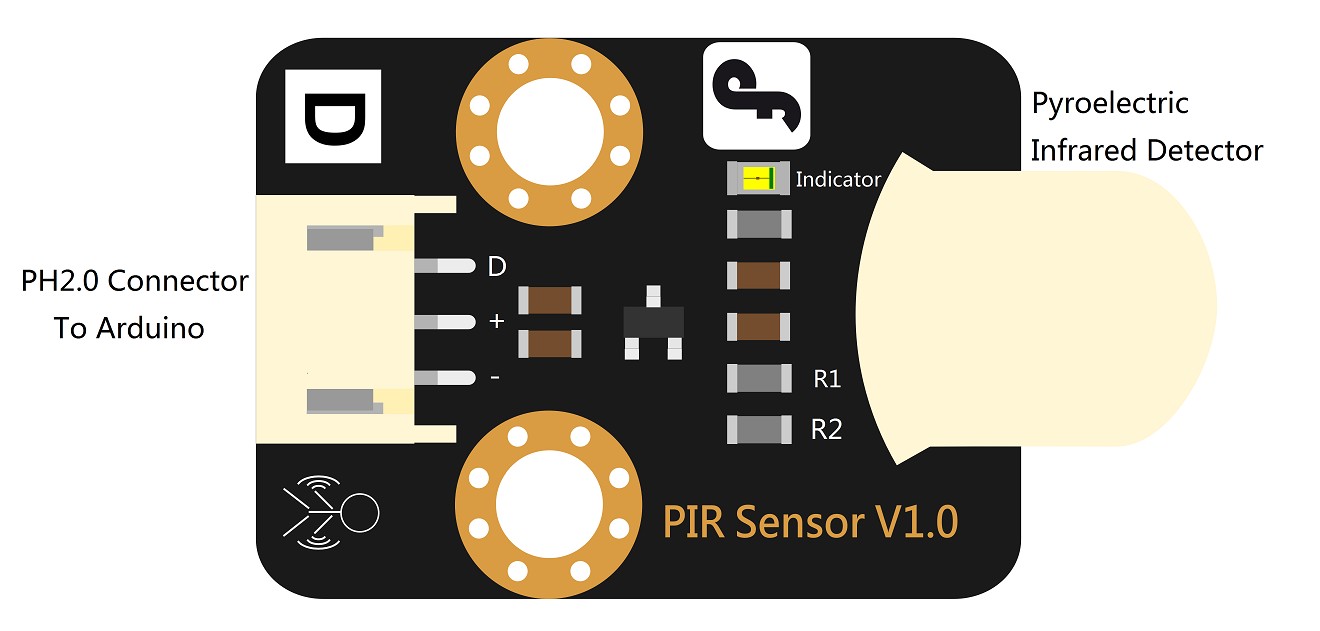 D
Pyroelectric
Infrared Detector
Indicator
PH2.0 Connector
To Arduino
D
+
-
R1
R2
PIR Sensor V1.0